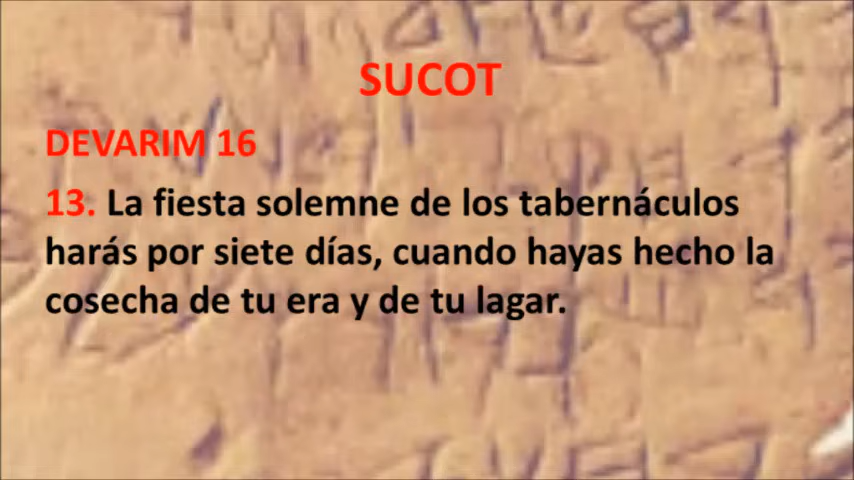 SUCOT
DEVARIM 16
13. La fiesta solemne de los tabernáculos
harás por siete días, cuando hayas hecho la
cosecha de tu era y de tu lagar.